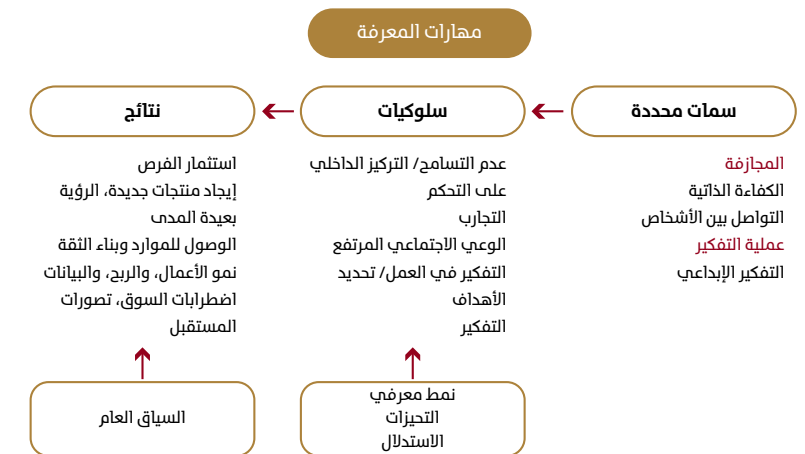 مهارات المعرفة
سمات محددة
المجازفة
الكفاءة الذاتية
التواصل بين الأشخاص
عملية التفكير
التفكير الإبداعي
سلوكيات
عدم التسامح/ التركيز الداخلي
على التحكم
التجارب
الوعي الاجتماعي المرتفع
التفكير في العمل/ تحديد
الأهداف
التفكير
نمط معرفي
التحيزات
الاستدلال
نتائج
استثمار الفرص
إيجاد منتجات جديدة، الرؤية
بعيدة المدى
الوصول للموارد وبناء الثقة
نمو الأعمال، والربح، والبيانات
اضطرابات السوق، تصورات
المستقبل
السياق العام